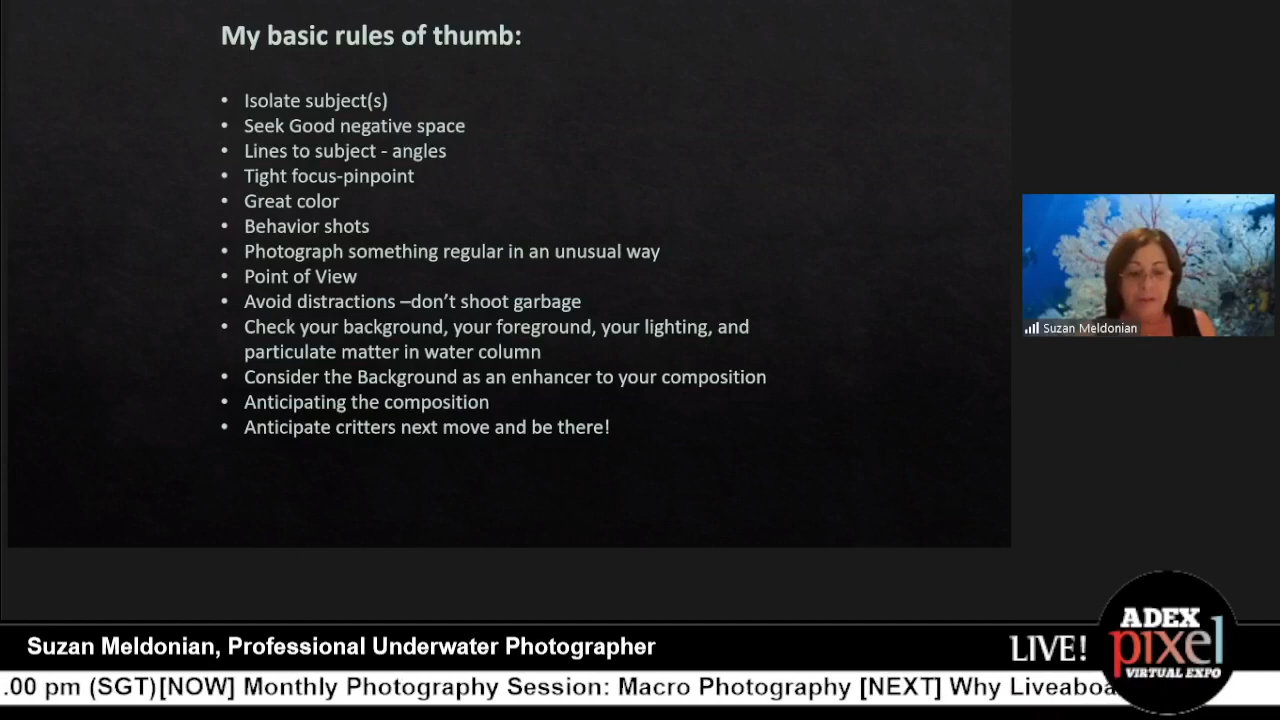 My basic rules of thumb:
• Isolate subject(s)
• Seek Good negative space
• Lines to subject - angles
• Tight focus-pinpoint
• Great color
• Behavior shots
• Photograph something regular in an unusual way
• Point of View
• Avoid distractions –don’t shoot garbage
• Check your background, your foreground, your lighting, and
particulate matter in water column
• Consider the Background as an enhancer to your composition
• Anticipating the composition
• Anticipate critters next move and be there!
Suzan Meldonian
Suzan Meldonian, Professional Underwater Photographer
LIVE!
ADEX
pixel
VIRTUAL EXPO
.00 pm (SGT)[NOW] Monthly Photography Session: Macro Photography [NEXT] Why Liveaboa